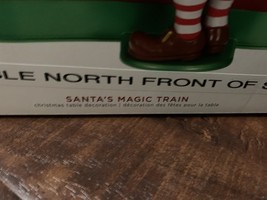 LE NORTH FRONT OF
SANTA'S MAGIC TRAIN
christmas table decoration | décoration des fêtes pour la table